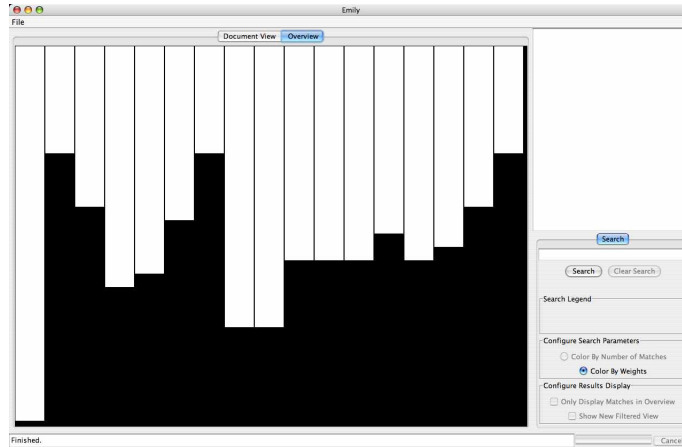 Emily
File
Document View Overview
Search
Search Clear Search
Search Legend
Configure Search Parameters
Color By Number of Matches
Color By Weights
Configure Results Display
Only Display Matches in Overview
Show New Filtered View
Finished.
Cance